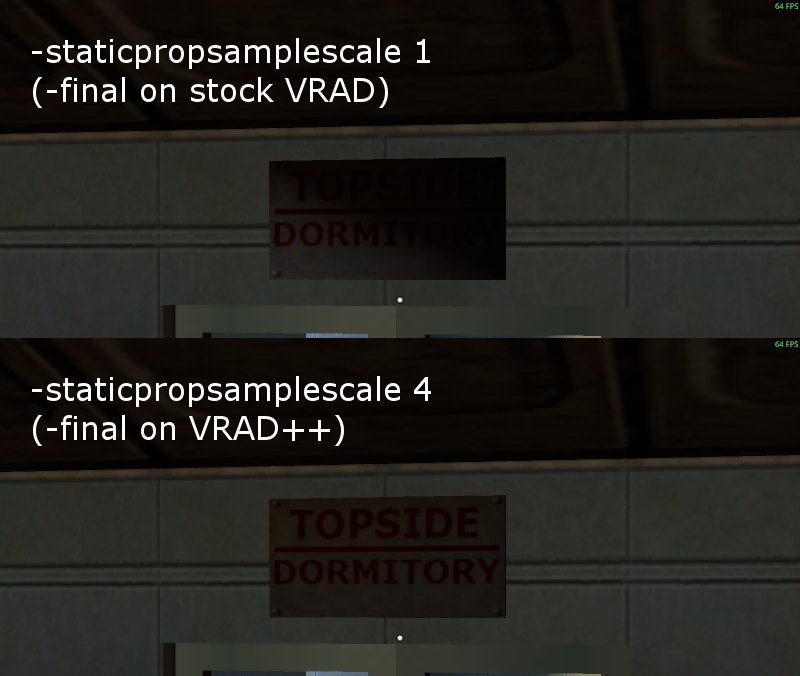 64 FPS
-staticpropsamplescale 1
(-final on stock VRAD)
TOPSIDE
DORMITORY
64 FPS
-staticpropsamplescale 4
(-final on VRAD++)
TOPSIDE
DORMITORY